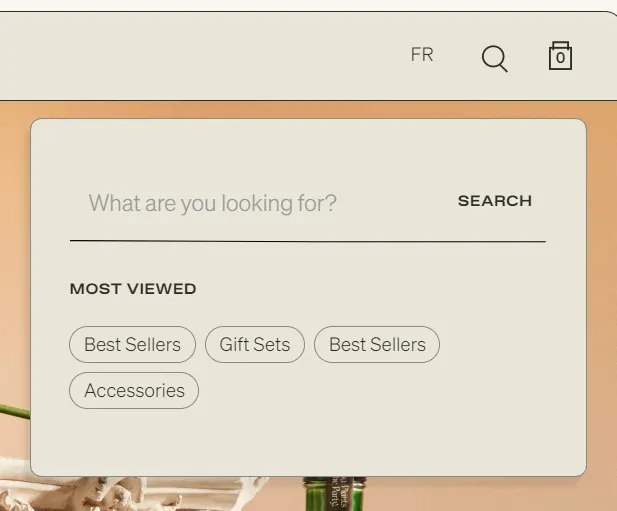 FR
0
What are you looking for?
SEARCH
MOST VIEWED
Best Sellers
Gift Sets
Best Sellers
Accessories